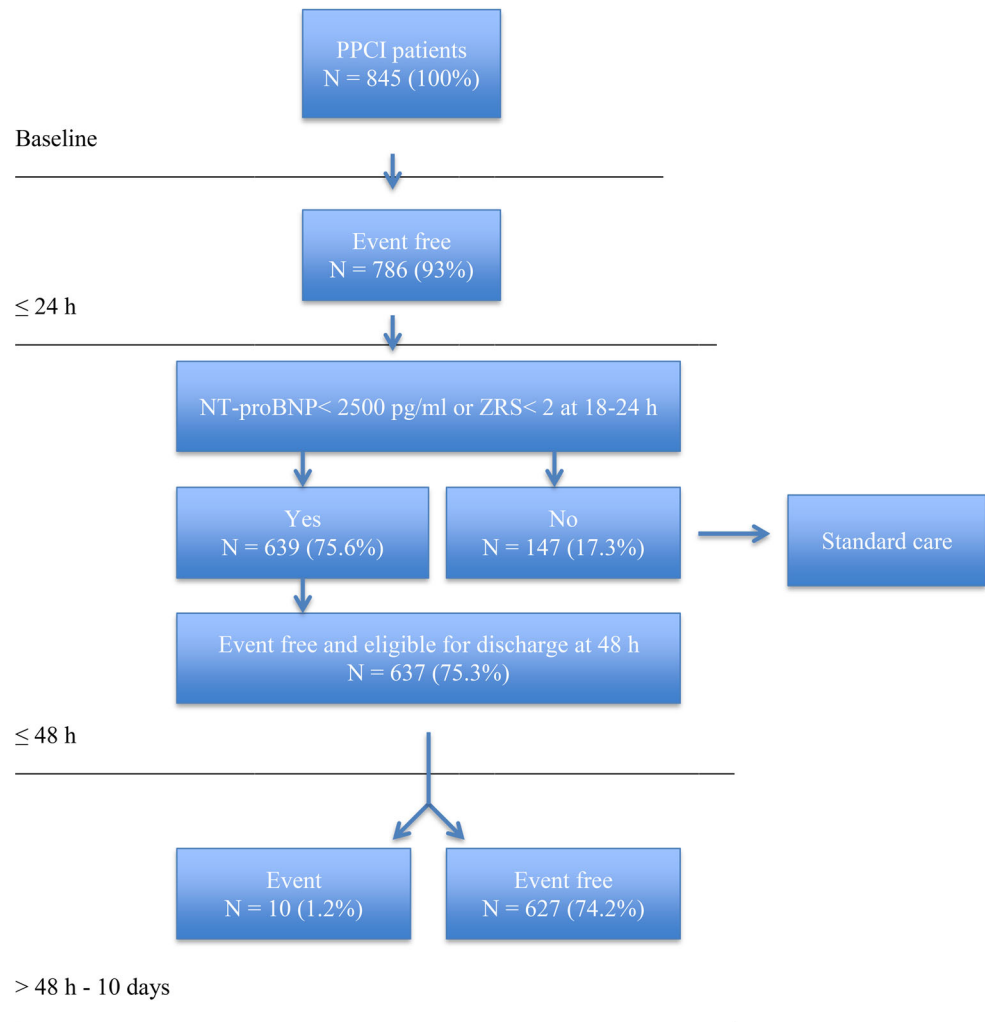 PPCI patients
N = 845 (100%)
Baseline
Event free
N = 786 (93%)
≤ 24 h
NT-proBNP< 2500 pg/ml or ZRS< 2 at 18-24 h
Yes
N = 639 (75.6%)
No
N = 147 (17.3%)
Standard care
Event free and eligible for discharge at 48 h
N = 637 (75.3%)
≤ 48 h
Event
N = 10 (1.2%)
Event free
N = 627 (74.2%)
> 48 h - 10 days